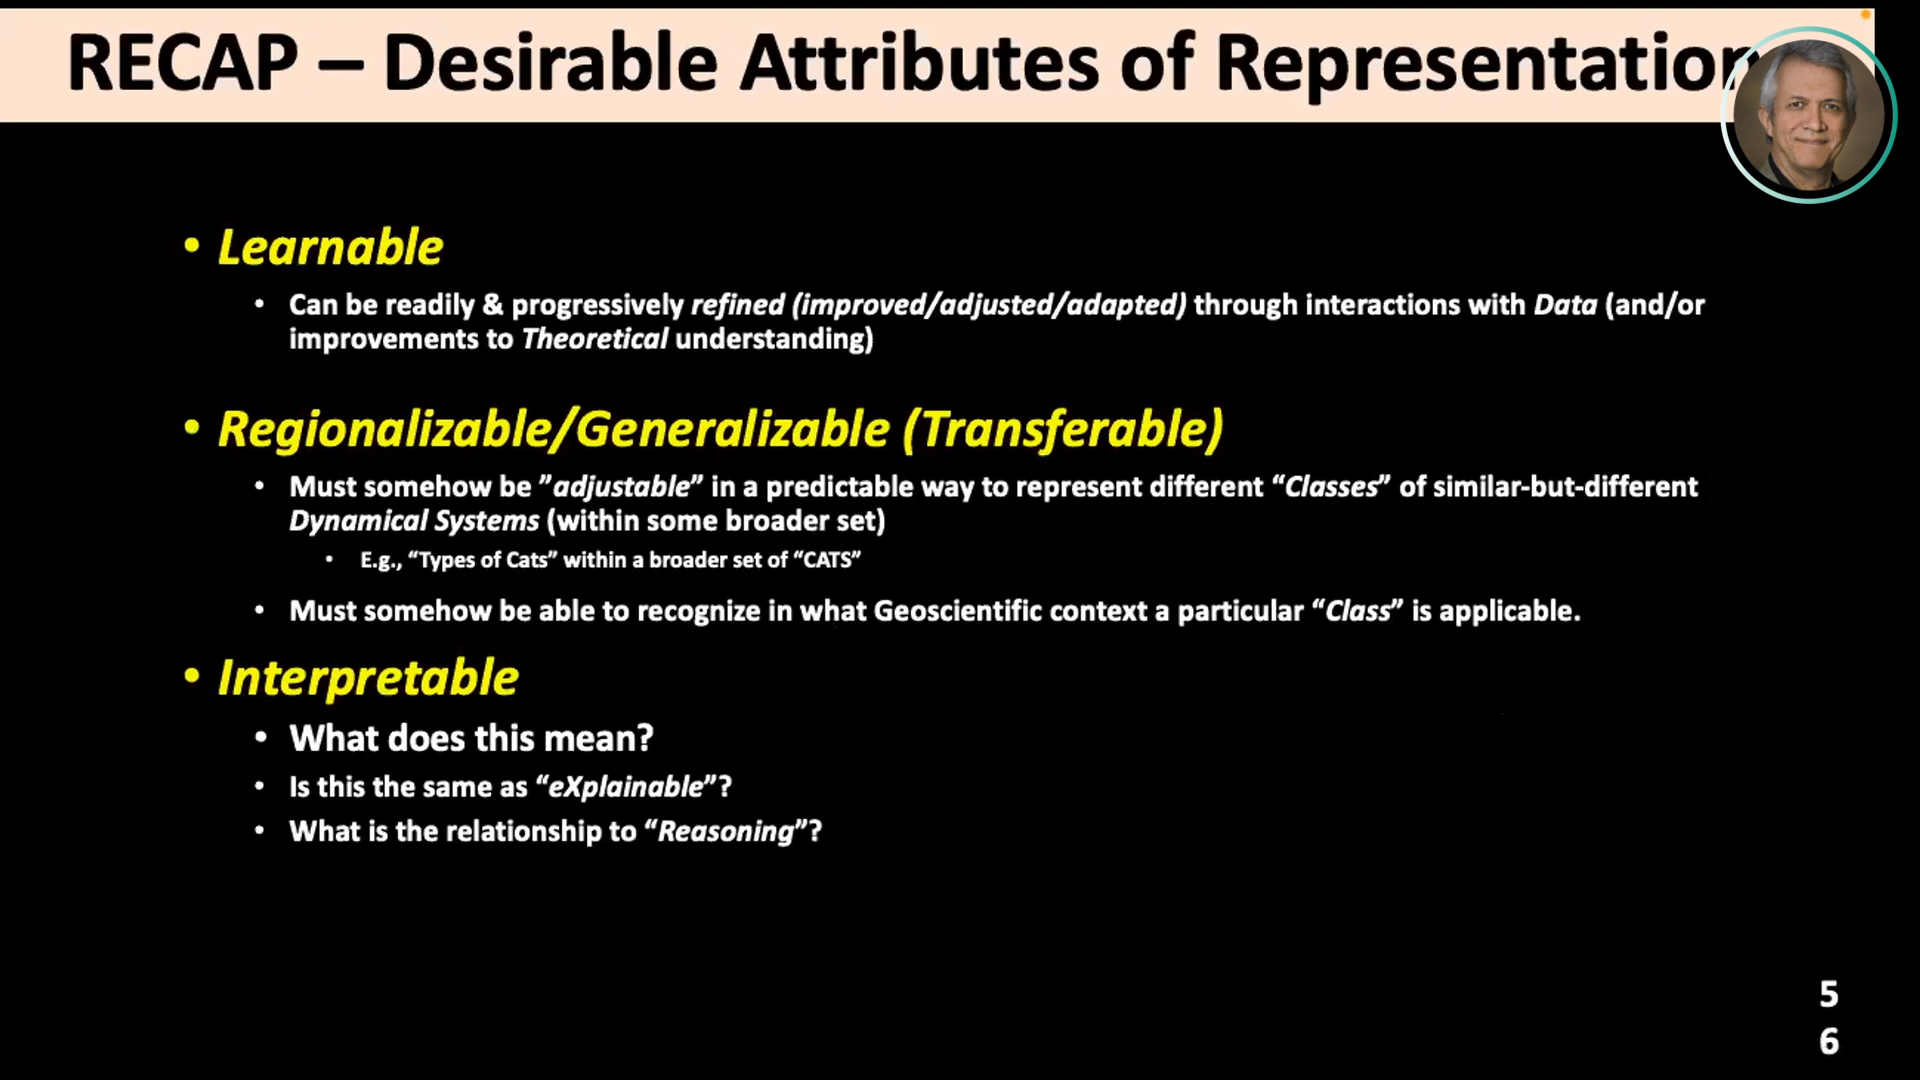 RECAP – Desirable Attributes of Representation
• Learnable
• Can be readily & progressively refined (improved/adjusted/adapted) through interactions with Data (and/or
improvements to Theoretical understanding)
• Regionalizable/Generalizable (Transferable)
• Must somehow be ”adjustable” in a predictable way to represent different “Classes” of similar-but-different
Dynamical Systems (within some broader set)
• E.g., “Types of Cats” within a broader set of “CATS”
• Must somehow be able to recognize in what Geoscientific context a particular “Class” is applicable.
• Interpretable
• What does this mean?
• Is this the same as “eXplainable”?
• What is the relationship to “Reasoning”?
5
6